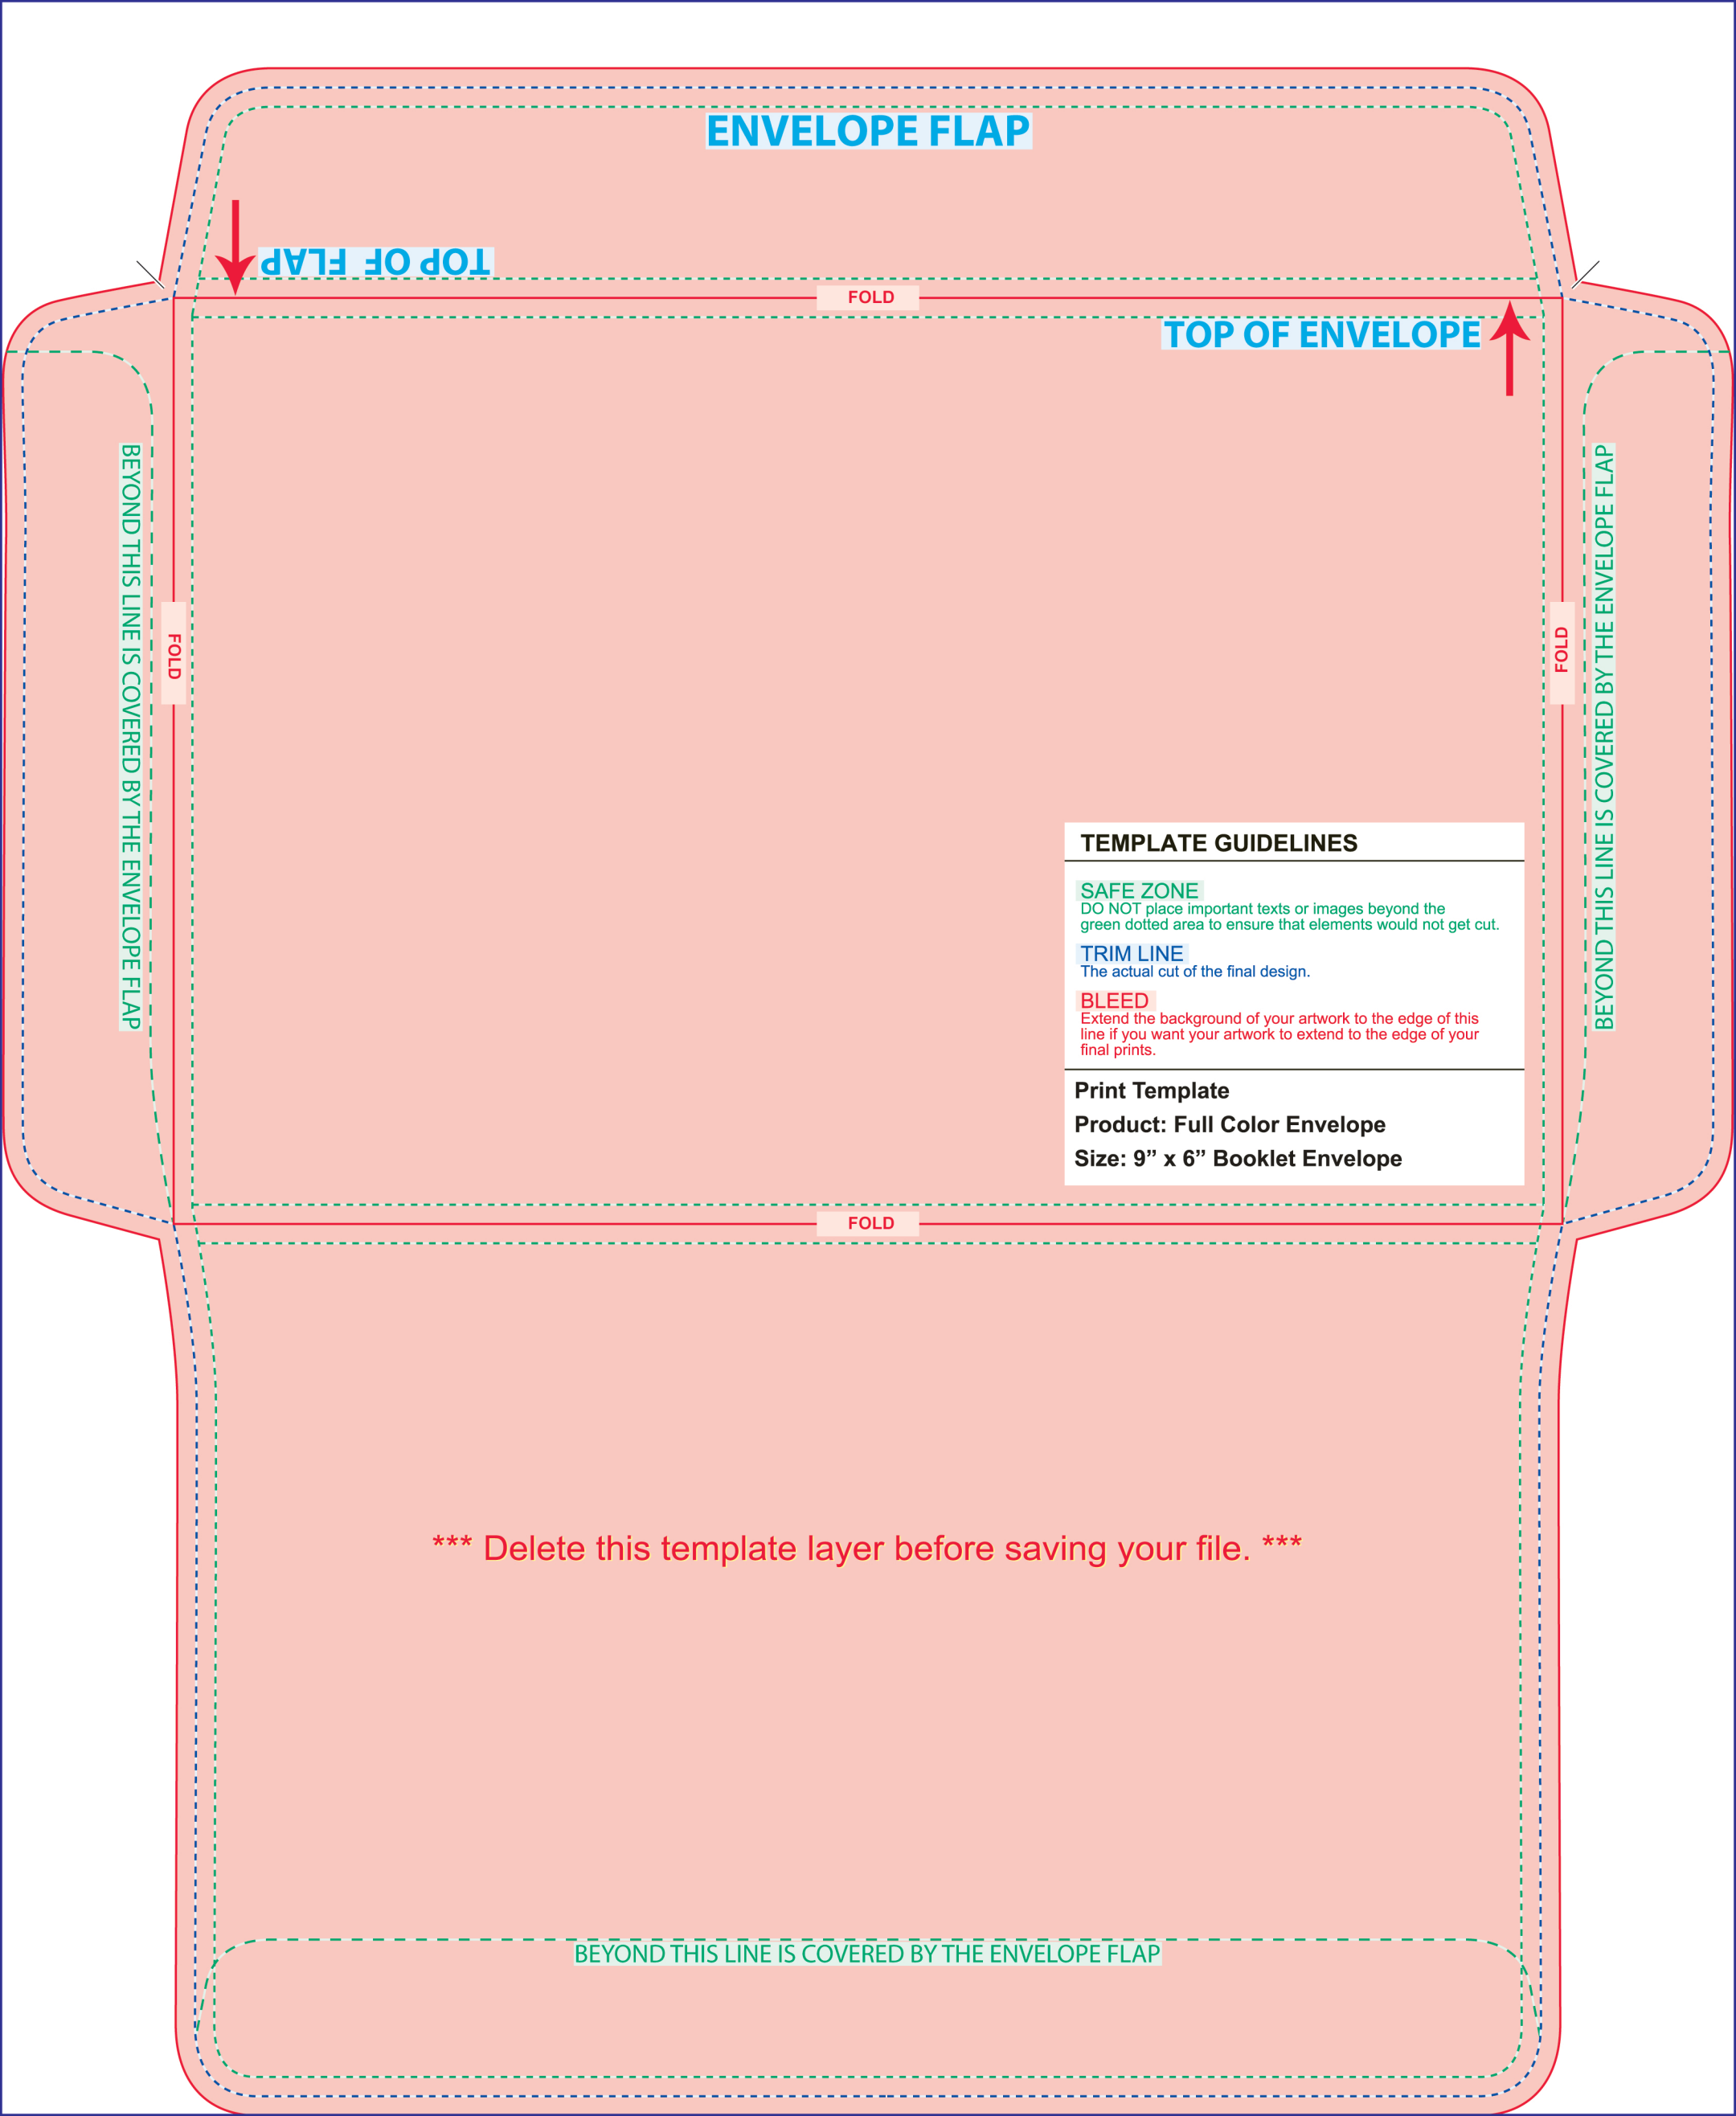 ENVELOPE FLAP
TOP OF FLAP
FOLD
TOP OF ENVELOPE
BEYOND THIS LINE IS COVERED BY THE ENVELOPE FLAP
FOLD
FOLD
BEYOND THIS LINE IS COVERED BY THE ENVELOPE FLAP
TEMPLATE GUIDELINES
SAFE ZONE
DO NOT place important texts or images beyond the
green dotted area to ensure that elements would not get cut.
TRIM LINE
The actual cut of the final design.
BLEED
Extend the background of your artwork to the edge of this
line if you want your artwork to extend to the edge of your
final prints.
Print Template
Product: Full Color Envelope
Size: 9” x 6” Booklet Envelope
FOLD
*** Delete this template layer before saving your file. ***
BEYOND THIS LINE IS COVERED BY THE ENVELOPE FLAP